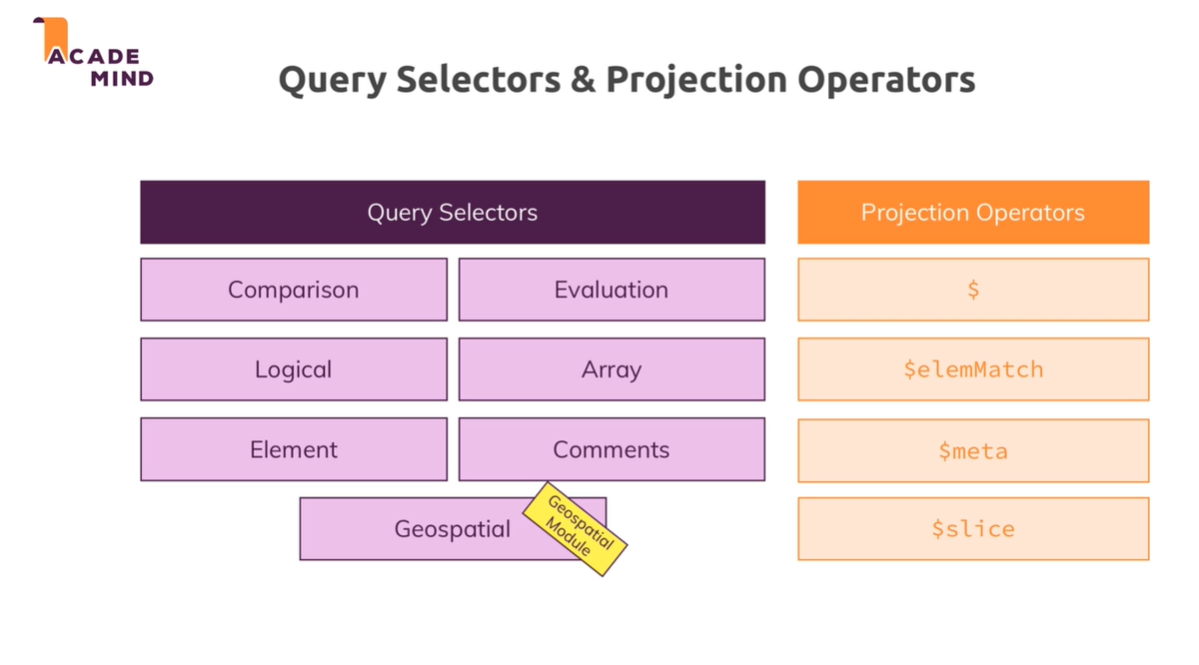 ACADE
MIND
Query Selectors & Projection Operators
Query Selectors
Projection Operators
Comparison
Evaluation
$
Logical
Array
$elemMatch
Element
Comments
$meta
Geospatial
Geospatial
Module
$slice